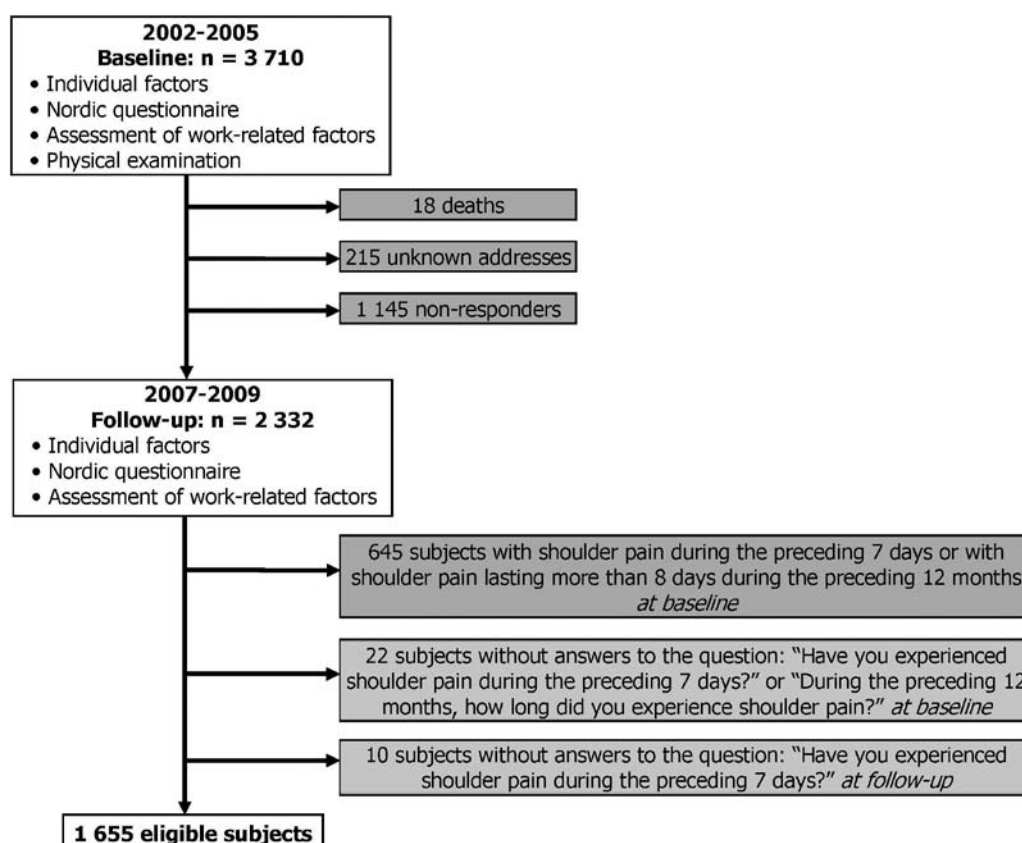 2002-2005
Baseline: n = 3 710
• Individual factors
• Nordic questionnaire
• Assessment of work-related factors
• Physical examination
18 deaths
215 unknown addresses
1 145 non-responders
2007-2009
Follow-up: n = 2 332
• Individual factors
• Nordic questionnaire
• Assessment of work-related factors
645 subjects with shoulder pain during the preceding 7 days or with
shoulder pain lasting more than 8 days during the preceding 12 months
at baseline
22 subjects without answers to the question: “Have you experienced
shoulder pain during the preceding 7 days?” or “During the preceding 12
months, how long did you experience shoulder pain?” at baseline
10 subjects without answers to the question: “Have you experienced
shoulder pain during the preceding 7 days?” at follow-up
1 655 eligible subjects